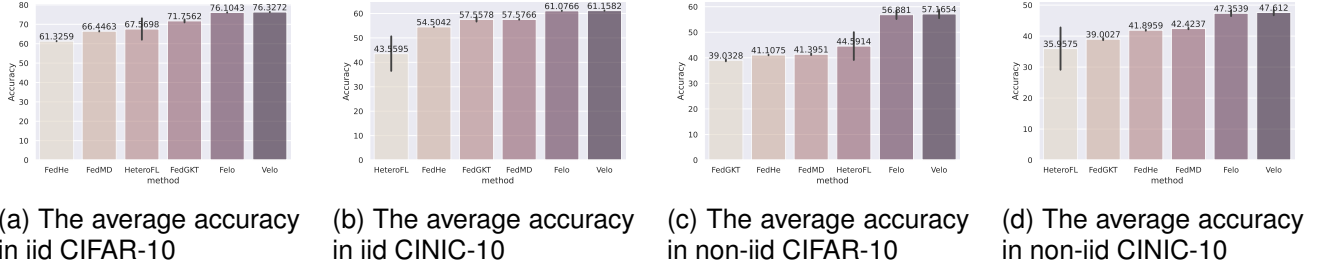 80
70
60
50
40
30
20
10
0
Accuracy
61.3259
66.4463
67.5698
71.7562
76.1043
76.3272
FedHe
FedMD
HeteroFL
FedGKT
Felo
Velo
method
60
50
40
30
20
10
0
Accuracy
43.5595
54.5042
57.5578
57.5766
61.0766
61.1582
HeteroFL
FedHe
FedGKT
FedMD
Felo
Velo
method
60
50
40
30
20
10
0
Accuracy
39.0328
41.1075
41.3951
44.5914
56.881
57.1654
FedGKT
FedHe
FedMD
HeteroFL
Felo
Velo
method
50
40
30
20
10
0
Accuracy
35.9575
39.0027
41.8959
42.4237
47.3539
47.612
HeteroFL
FedGKT
FedHe
FedMD
Felo
Velo
method
(a) The average accuracy
in iid CIFAR-10
(b) The average accuracy
in iid CINIC-10
(c) The average accuracy
in non-iid CIFAR-10
(d) The average accuracy
in non-iid CINIC-10